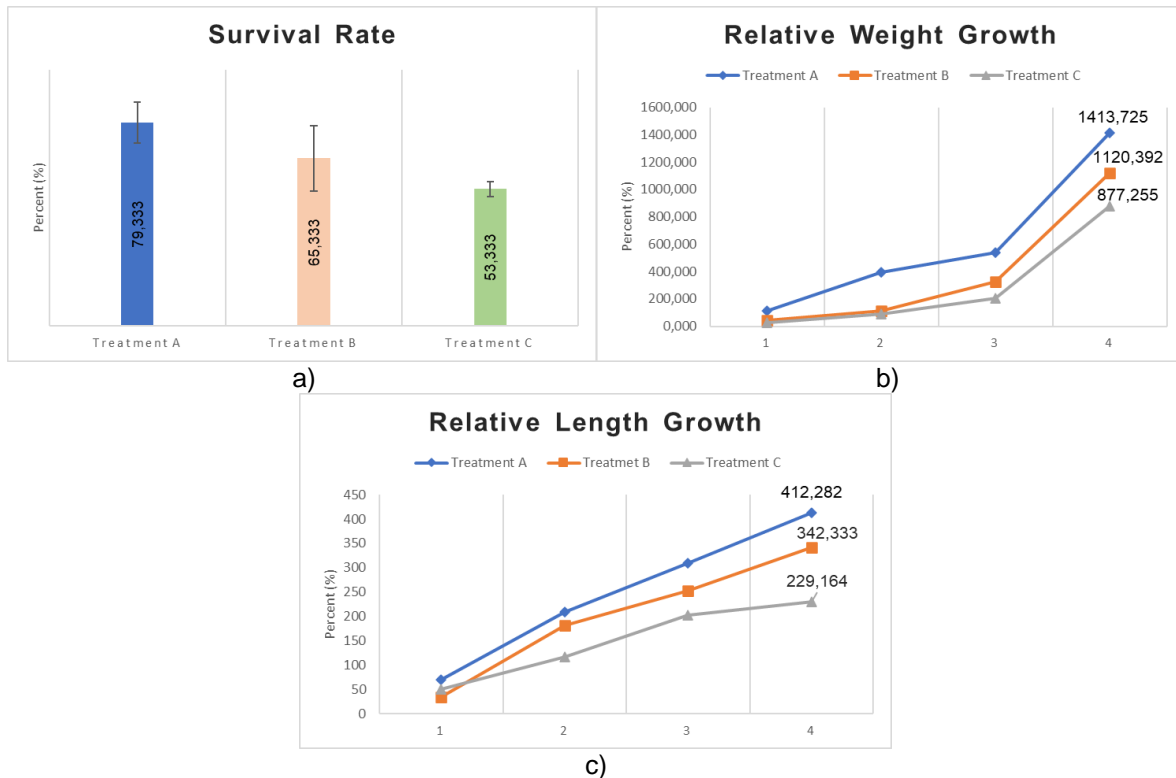 Survival Rate
Percent (%)
79,333
65,333
53,333
Treatment A
Treatment B
Treatment C
a)
Relative Weight Growth
Treatment A Treatment B Treatment C
Percent (%)
1600,000
1400,000
1200,000
1000,000
800,000
600,000
400,000
200,000
0,000
1413,725
1120,392
877,255
1 2 3 4
b)
Relative Length Growth
Treatment A Treatmet B Treatment C
Percent (%)
450
400
350
300
250
200
150
100
50
0
412,282
342,333
229,164
1 2 3 4
c)